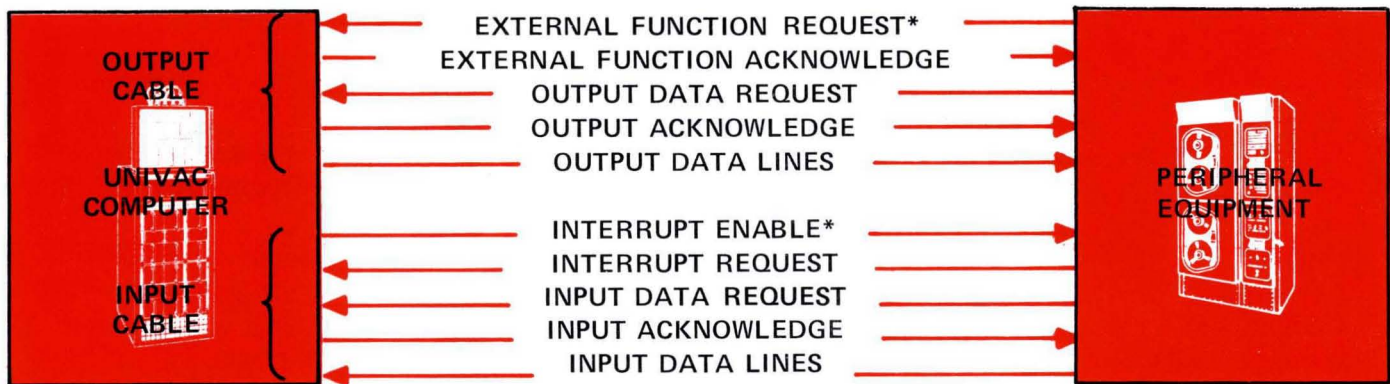 OUTPUT
CABLE
UNIVAC
COMPUTER
INPUT
CABLE
EXTERNAL FUNCTION REQUEST*
EXTERNAL FUNCTION ACKNOWLEDGE
OUTPUT DATA REQUEST
OUTPUT ACKNOWLEDGE
OUTPUT DATA LINES
INTERRUPT ENABLE*
INTERRUPT REQUEST
INPUT DATA REQUEST
INPUT ACKNOWLEDGE
INPUT DATA LINES
PERIPHERAL
EQUIPMENT